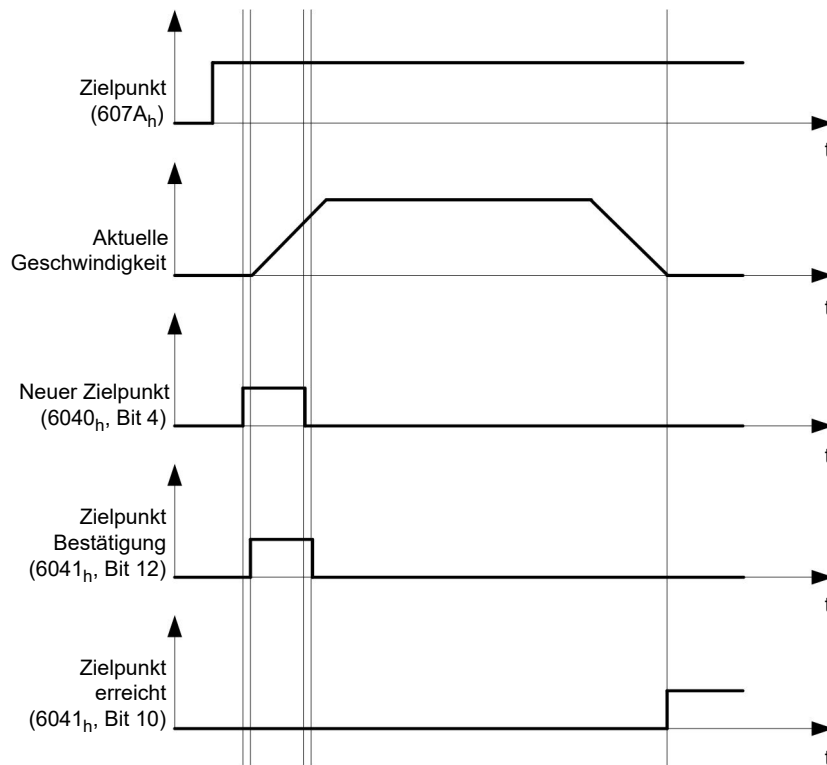 Zielpunkt
(607Ah)
t
Aktuelle
Geschwindigkeit
t
Neuer Zielpunkt
(6040h, Bit 4)
t
Zielpunkt
Bestätigung
(6041h, Bit 12)
t
Zielpunkt
erreicht
(6041h, Bit 10)
t